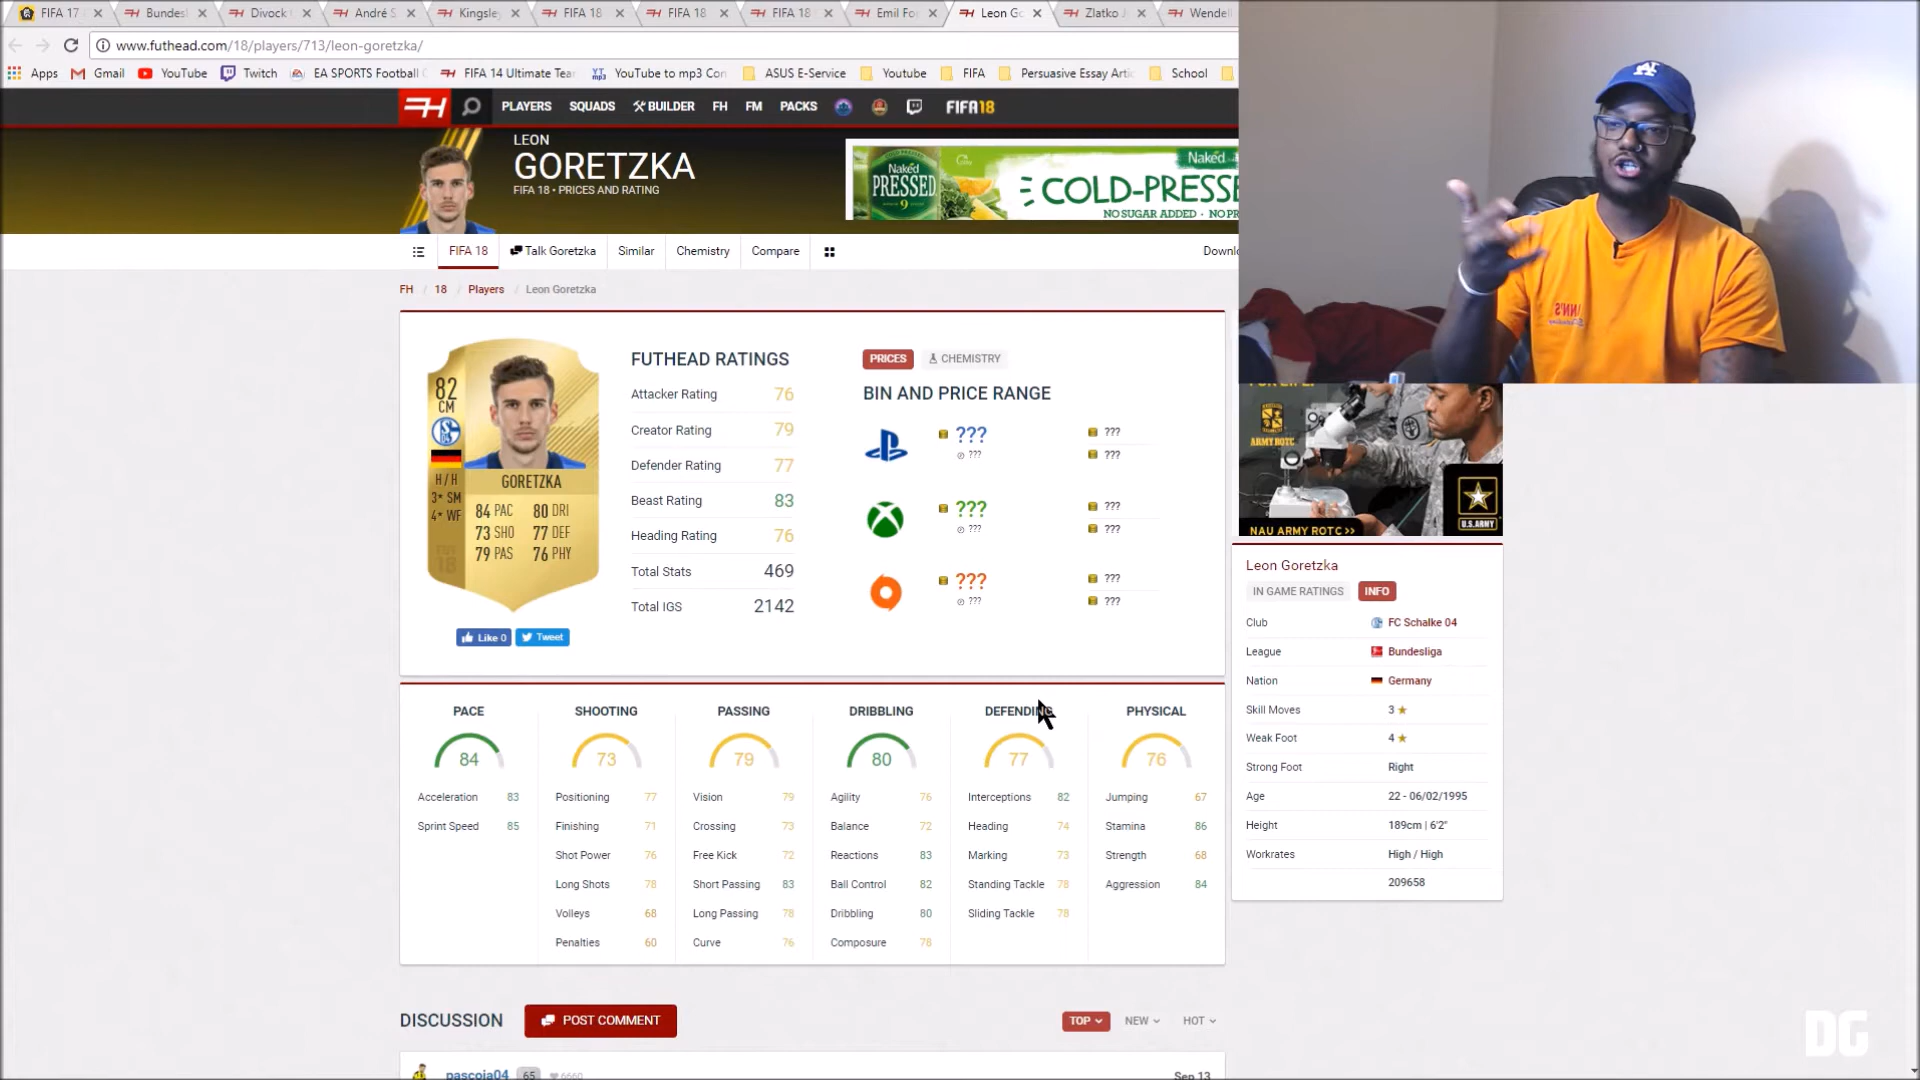 FIFA 17
Bundesl
Divock
André S
Kingsley
FIFA 18
FIFA 18
FIFA 18
Emil Fo
Leon Go
Zlatko J
Wendell
www.futhead.com/18/players/713/leon-goretzka/
Apps
Gmail
YouTube
Twitch
EA SPORTS Football
FIFA 14 Ultimate Tea
YouTube to mp3 Con
ASUS E-Service
Youtube
FIFA
Persuasive Essay Arti
School
PLAYERS
SQUADS
BUILDER
FH
FM
PACKS
FIFA18
LEON
GORETZKA
FIFA 18 • PRICES AND RATING
Naked
PRESSED
9
Naked
COLD-PRESSE
NO SUGAR ADDED • NO PR
FIFA 18
Talk Goretzka
Similar
Chemistry
Compare
Downlo
FH / 18 / Players / Leon Goretzka
82
CM
H / H
3* SM
4* WF
GORETZKA
84 PAC 80 DRI
73 SHO 77 DEF
79 PAS 76 PHY
Like 0
Tweet
FUTHEAD RATINGS
Attacker Rating 76
Creator Rating 79
Defender Rating 77
Beast Rating 83
Heading Rating 76
Total Stats 469
Total IGS 2142
PRICES
CHEMISTRY
BIN AND PRICE RANGE
??? ???
??? ???
??? ???
??? ???
??? ???
??? ???
ARMY ROTC
U.S.ARMY
NAU ARMY ROTC >>
Leon Goretzka
IN GAME RATINGS INFO
Club FC Schalke 04
League Bundesliga
Nation Germany
Skill Moves 3
Weak Foot 4
Strong Foot Right
Age 22 - 06/02/1995
Height 189cm | 6'2"
Workrates High / High
209658
PACE
84
Acceleration 83
Sprint Speed 85
SHOOTING
73
Positioning 77
Finishing 71
Shot Power 76
Long Shots 78
Volleys 68
Penalties 60
PASSING
79
Vision 79
Crossing 73
Free Kick 72
Short Passing 83
Long Passing 78
Curve 76
DRIBBLING
80
Agility 76
Balance 72
Reactions 83
Ball Control 82
Dribbling 80
Composure 78
DEFENDING
77
Interceptions 82
Heading 74
Marking 73
Standing Tackle 78
Sliding Tackle 78
PHYSICAL
76
Jumping 67
Stamina 86
Strength 68
Aggression 84
DISCUSSION
POST COMMENT
TOP
NEW
HOT
pascoia04 65 6660
Sep 13
DG